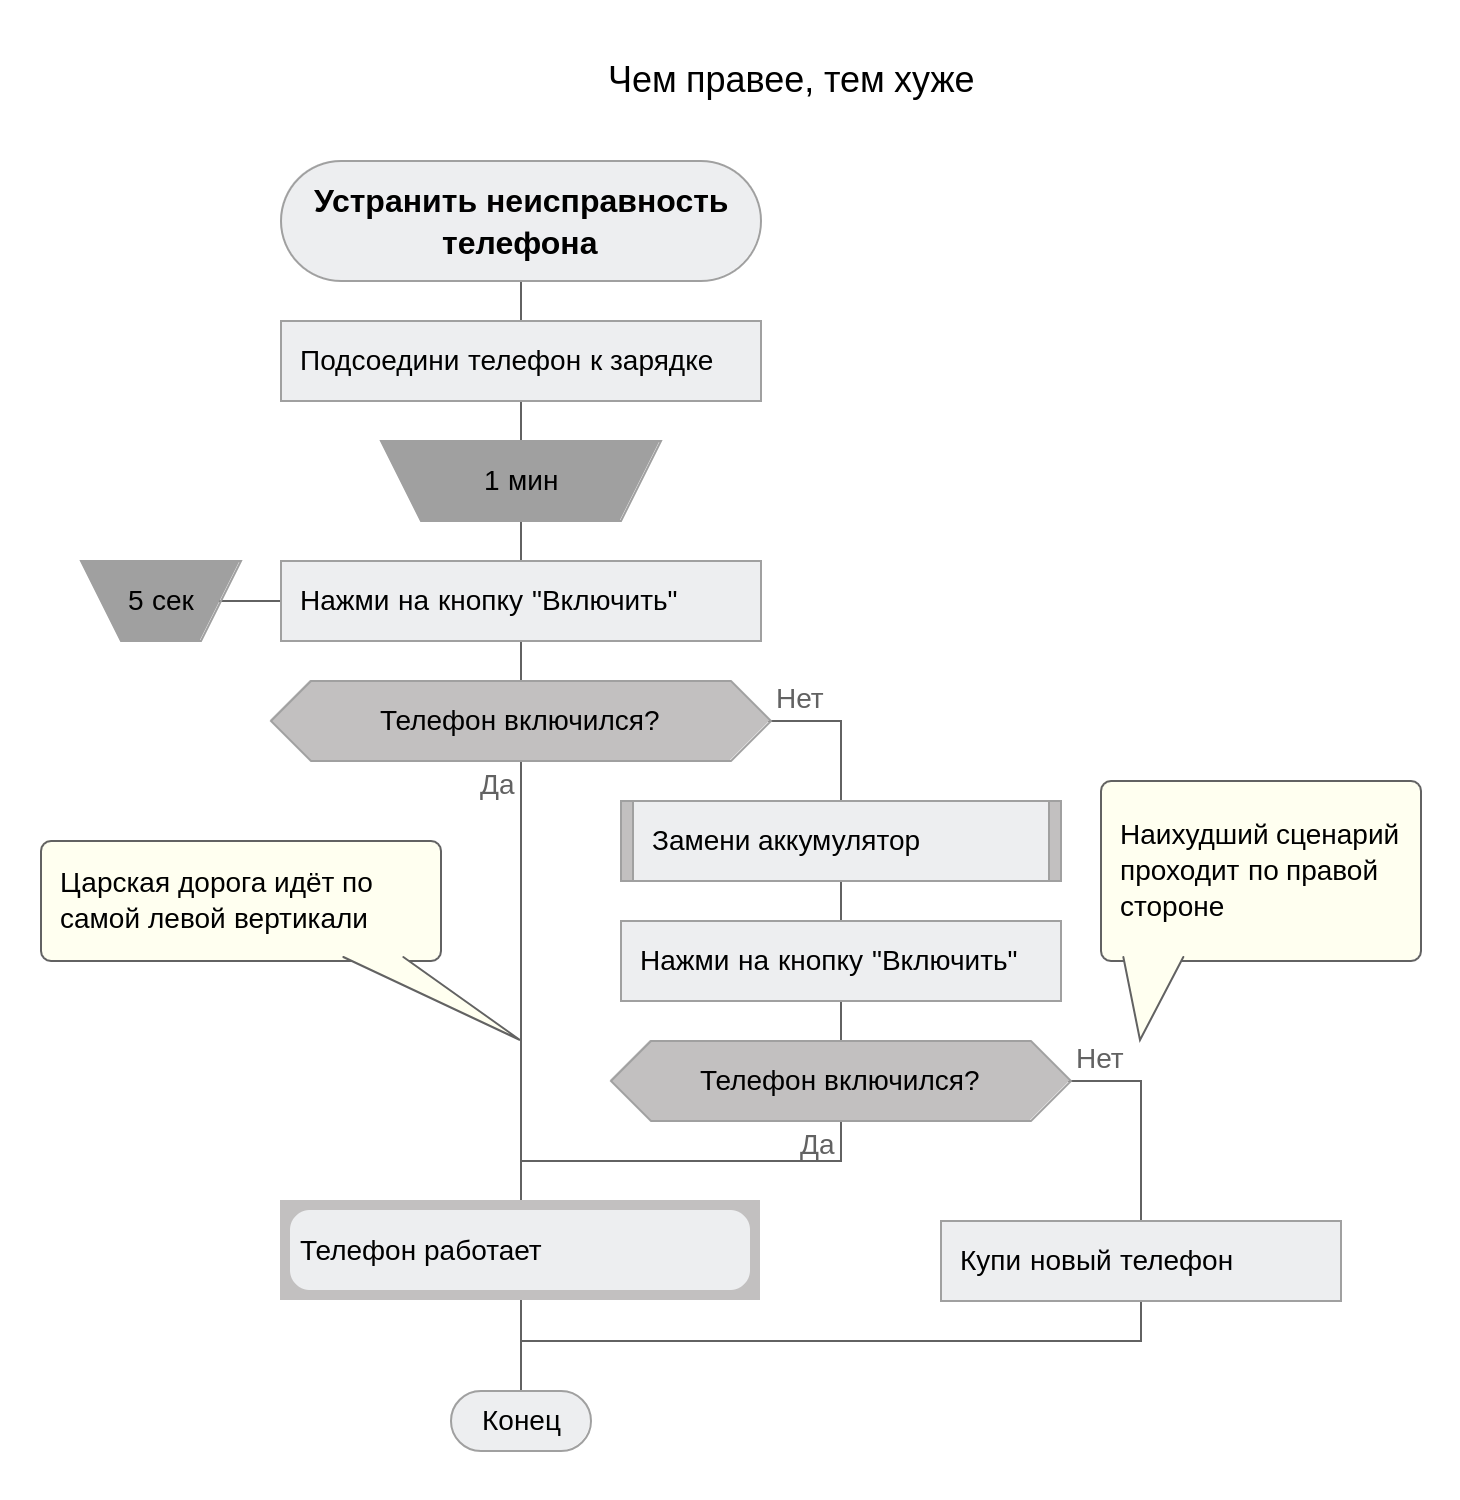 Чем правее, тем хуже
Устранить неисправность
телефона
Подсоедини телефон к зарядке
1 мин
5 сек
Нажми на кнопку "Включить"
Телефон включился?
Нет
Да
Замени аккумулятор
Наихудший сценарий
проходит по правой
стороне
Царская дорога идёт по
самой левой вертикали
Нажми на кнопку "Включить"
Телефон включился?
Нет
Да
Телефон работает
Купи новый телефон
Конец